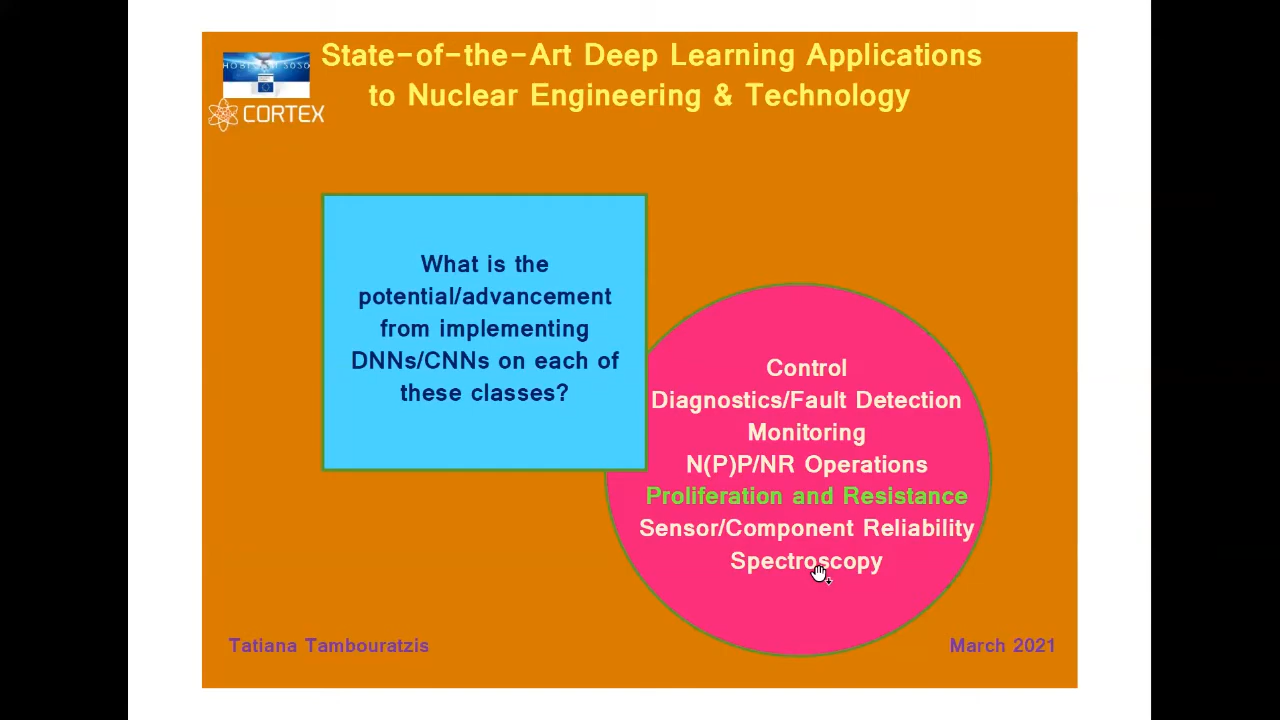 State-of-the-Art Deep Learning Applications
to Nuclear Engineering & Technology
HORIZON 2020
CORTEX
What is the
potential/advancement
from implementing
DNNs/CNNs on each of
these classes?
Control
Diagnostics/Fault Detection
Monitoring
N(P)P/NR Operations
Proliferation and Resistance
Sensor/Component Reliability
Spectroscopy
Tatiana Tambouratzis
March 2021